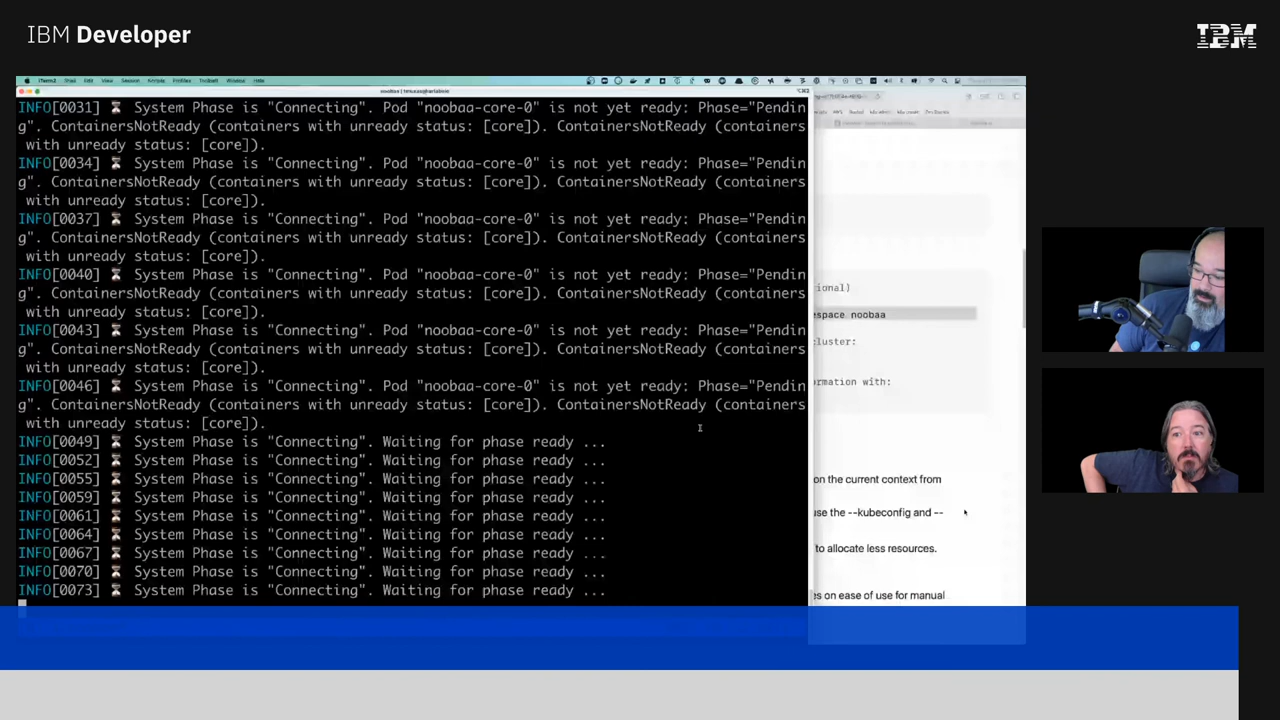 IBM Developer
IBM
iTerm2 Shell Edit View Session Scripts Profiles Toolbelt Window Help
INFO[0031] ⌛ System Phase is "Connecting". Pod "noobaa-core-0" is not yet ready: Phase="Pendin
g". ContainersNotReady (containers with unready status: [core]). ContainersNotReady (containers
with unready status: [core]).
INFO[0034] ⌛ System Phase is "Connecting". Pod "noobaa-core-0" is not yet ready: Phase="Pendin
g". ContainersNotReady (containers with unready status: [core]). ContainersNotReady (containers
with unready status: [core]).
INFO[0037] ⌛ System Phase is "Connecting". Pod "noobaa-core-0" is not yet ready: Phase="Pendin
g". ContainersNotReady (containers with unready status: [core]). ContainersNotReady (containers
with unready status: [core]).
INFO[0040] ⌛ System Phase is "Connecting". Pod "noobaa-core-0" is not yet ready: Phase="Pendin
g". ContainersNotReady (containers with unready status: [core]). ContainersNotReady (containers
with unready status: [core]).
INFO[0043] ⌛ System Phase is "Connecting". Pod "noobaa-core-0" is not yet ready: Phase="Pendin
g". ContainersNotReady (containers with unready status: [core]). ContainersNotReady (containers
with unready status: [core]).
INFO[0046] ⌛ System Phase is "Connecting". Pod "noobaa-core-0" is not yet ready: Phase="Pendin
g". ContainersNotReady (containers with unready status: [core]). ContainersNotReady (containers
with unready status: [core]).
INFO[0049] ⌛ System Phase is "Connecting". Waiting for phase ready ...
INFO[0052] ⌛ System Phase is "Connecting". Waiting for phase ready ...
INFO[0055] ⌛ System Phase is "Connecting". Waiting for phase ready ...
INFO[0059] ⌛ System Phase is "Connecting". Waiting for phase ready ...
INFO[0061] ⌛ System Phase is "Connecting". Waiting for phase ready ...
INFO[0064] ⌛ System Phase is "Connecting". Waiting for phase ready ...
INFO[0067] ⌛ System Phase is "Connecting". Waiting for phase ready ...
INFO[0070] ⌛ System Phase is "Connecting". Waiting for phase ready ...
INFO[0073] ⌛ System Phase is "Connecting". Waiting for phase ready ...
ional)
espace noobaa
cluster:
ormation with:
on the current context from
use the --kubeconfig and --
to allocate less resources.
es on ease of use for manual